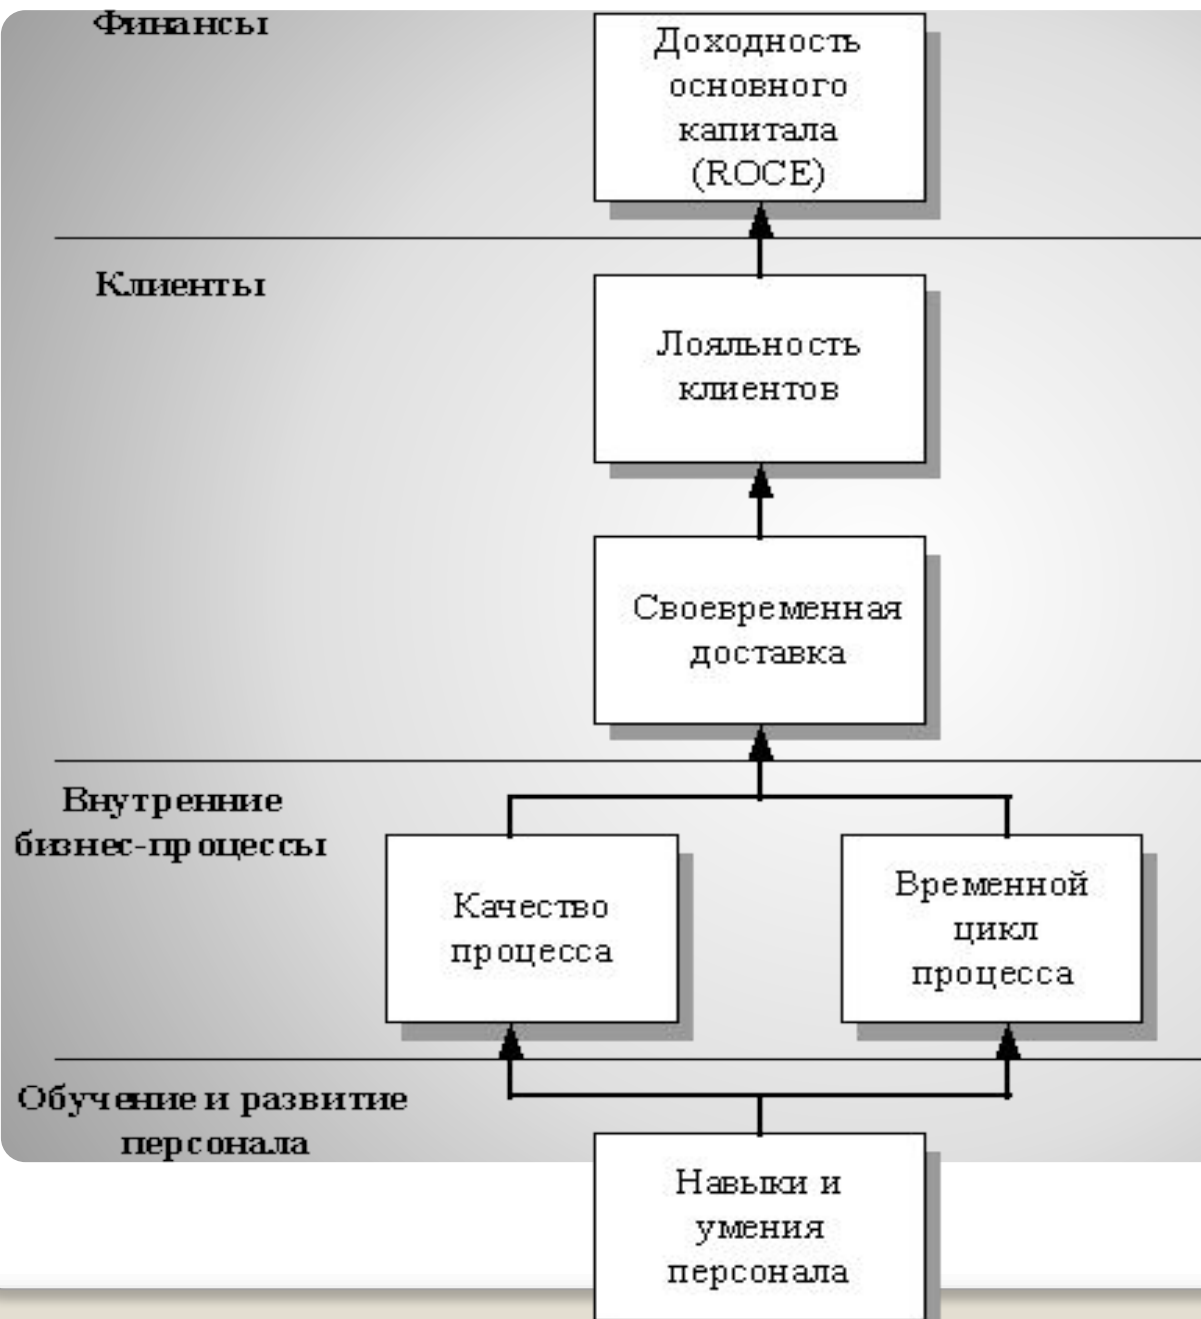 Финансы
Доходность
основного
капитала
(ROCE)
Клиенты
Лояльность
клиентов
Своевременная
доставка
Внутренние
бизнес-процессы
Качество
процесса
Временной
цикл
процесса
Обучение и развитие
персонала
Навыки и
умения
персонала